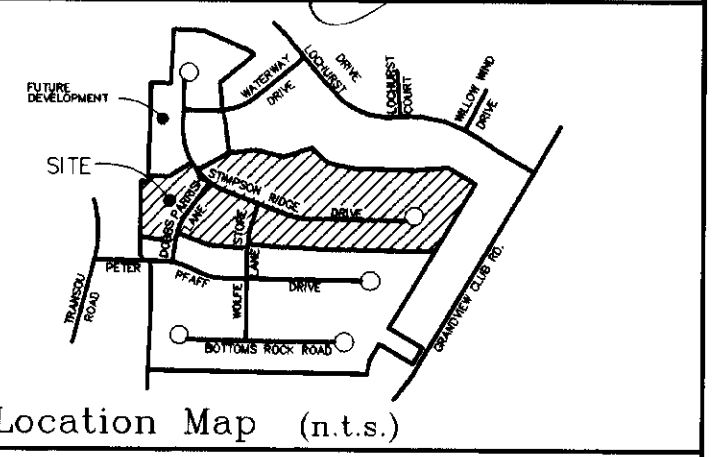 FUTURE
DEVELOPMENT
SITE
WATERWAY
DRIVE
LOCHURST
DRIVE
LOCHURST
COURT
WILLOW WIND
DRIVE
STIMPSON RIDGE
DRIVE
DOBBS PARRISH
LANE
STORE
LANE
WOLFE
PETER
PFAFF
DRIVE
TRANSOU
ROAD
BOTTOMS ROCK ROAD
GRANDVIEW CLUB RD.
Location Map (n.t.s.)